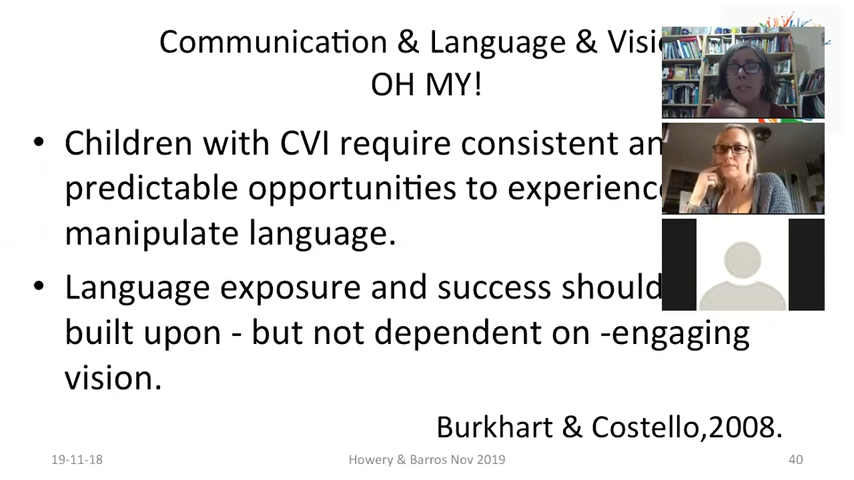 Communication & Language &
OH MY!
• Children with CVI require consistent
predictable opportunities to experience
manipulate language.
• Language exposure and success should
built upon - but not dependent on -engaging
vision.
Burkhart & Costello,2008.
19-11-18
Howery & Barros Nov 2019
40